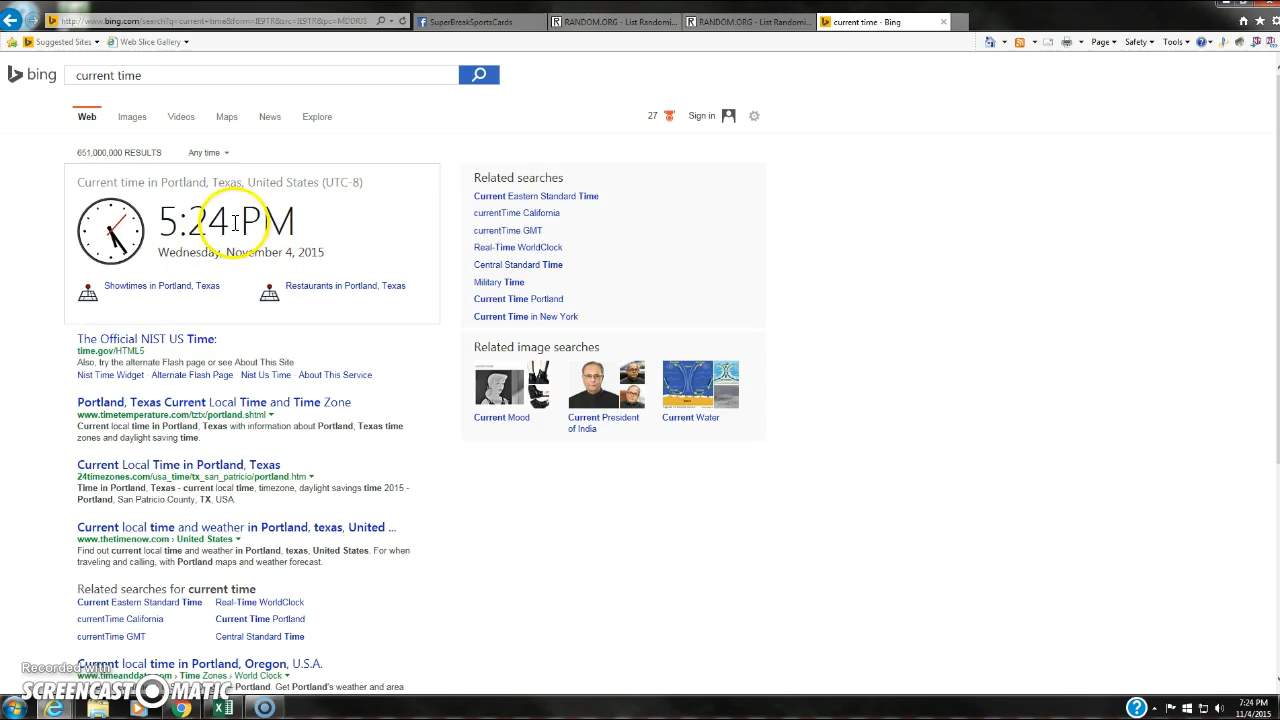 http://www.bing.com/search?q=current+time&form=IE9TR&src=IE9TR&pc=MDDRJS
SuperBreakSportsCards
RANDOM.ORG - List Randomi...
RANDOM.ORG - List Randomi...
current time - Bing
Suggested Sites
Web Slice Gallery
Page
Safety
Tools
bing
current time
Web
Images
Videos
Maps
News
Explore
27
Sign in
651,000,000 RESULTS
Any time
Current time in Portland, Texas, United States (UTC-8)
5:24 PM
Wednesday, November 4, 2015
Showtimes in Portland, Texas
Restaurants in Portland, Texas
The Official NIST US Time:
time.gov/HTML5
Also, try the alternate Flash page or see About This Site
Nist Time Widget · Alternate Flash Page · Nist Us Time · About This Service
Portland, Texas Current Local Time and Time Zone
www.timetemperature.com/tztx/portland.shtml
Current local time in Portland, Texas with information about Portland, Texas time
zones and daylight saving time.
Current Local Time in Portland, Texas
24timezones.com/usa_time/tx_san_patricio/portland.htm
Time in Portland, Texas - current local time, timezone, daylight savings time 2015 -
Portland, San Patricio County, TX, USA.
Current local time and weather in Portland, texas, United ...
www.thetimenow.com › United States
Find out current local time and weather in Portland, texas, United States. For when
traveling and calling, with Portland maps and weather forecast.
Related searches for current time
Current Eastern Standard Time
Real-Time WorldClock
currentTime California
Current Time Portland
currentTime GMT
Central Standard Time
Current local time in Portland, Oregon, U.S.A.
www.timeanddate.com › Time Zones › World Clock
Portland. Get Portland's weather and area
Related searches
Current Eastern Standard Time
currentTime California
currentTime GMT
Real-Time WorldClock
Central Standard Time
Military Time
Current Time Portland
Current Time in New York
Related image searches
Current Mood
Current President
of India
Current Water
Recorded with
SCREENCAST-O-MATIC
7:24 PM
11/4/2015